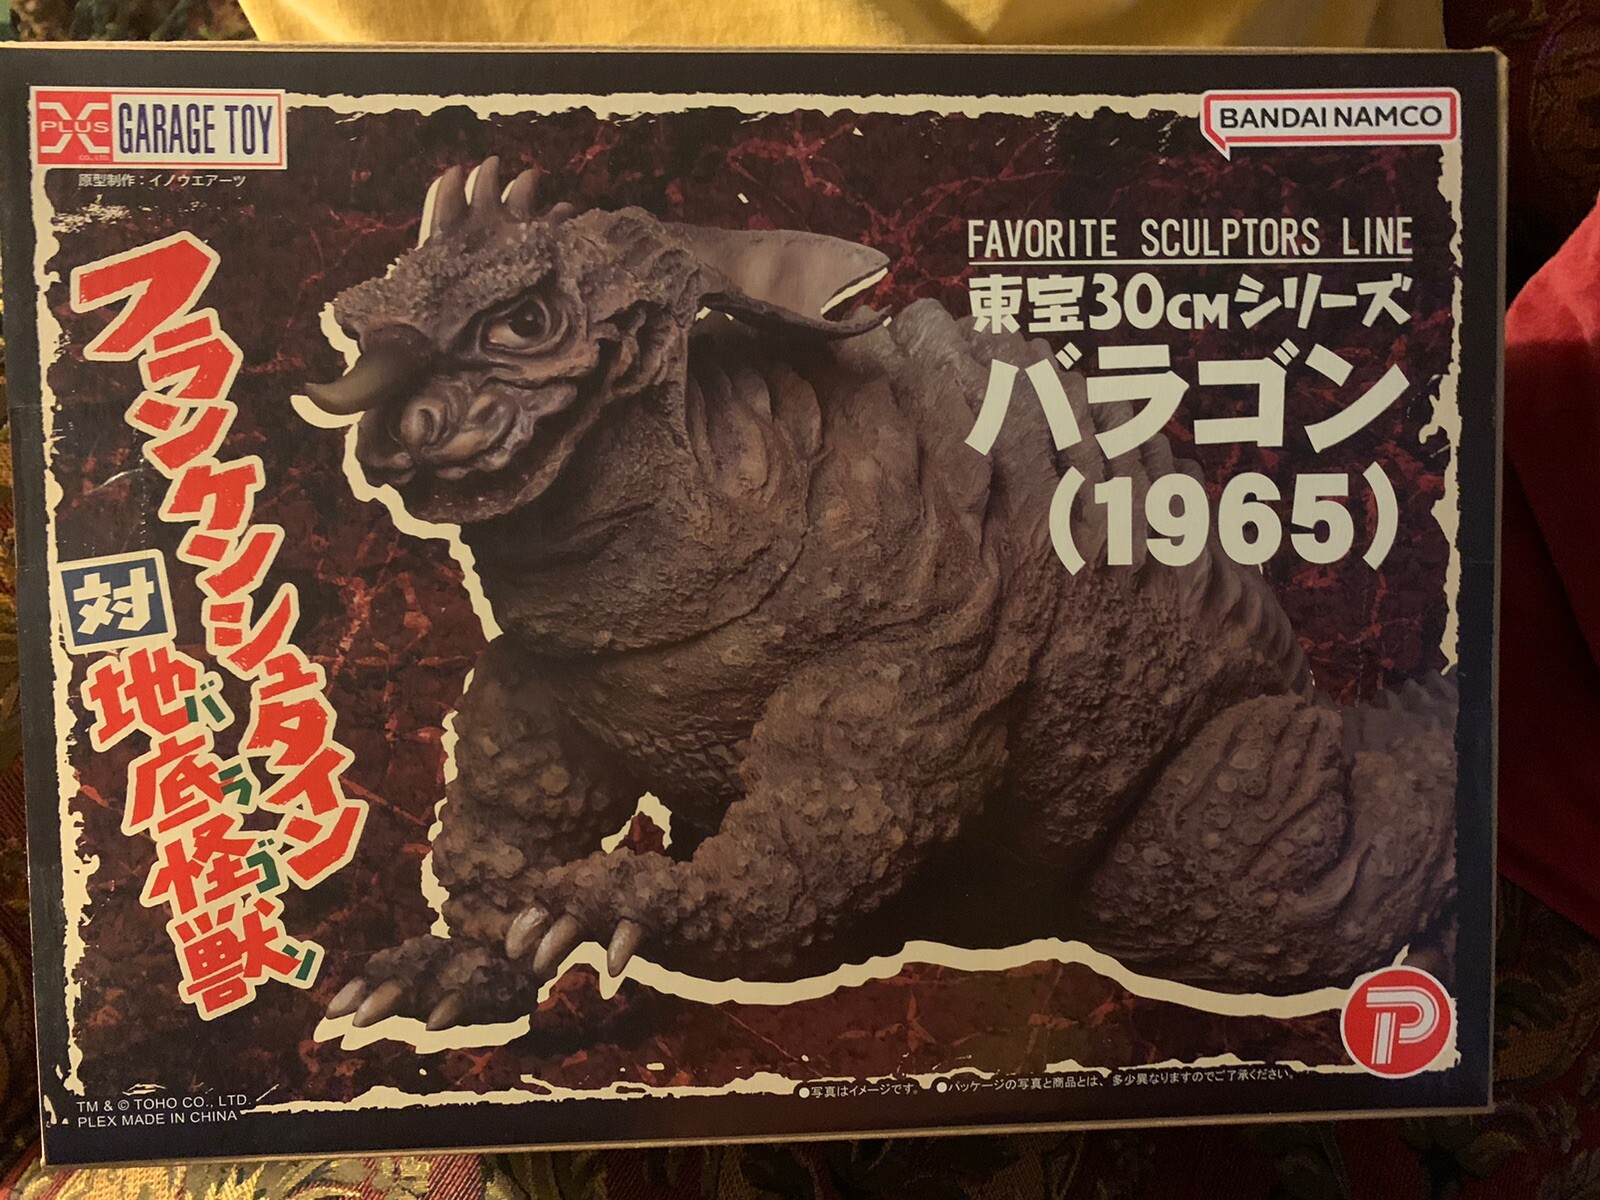 X PLUS CO., LTD. GARAGE TOY
原型制作：イノウエアーツ
BANDAI NAMCO
FAVORITE SCULPTORS LINE
東宝30CMシリーズ
バラゴン
(1965)
フランケンシュタイン
対
地底怪獣
バラゴン
P
●写真はイメージです。 ●パッケージの写真と商品とは、多少異なりますのでご了承ください。
TM & © TOHO CO., LTD.
PLEX MADE IN CHINA